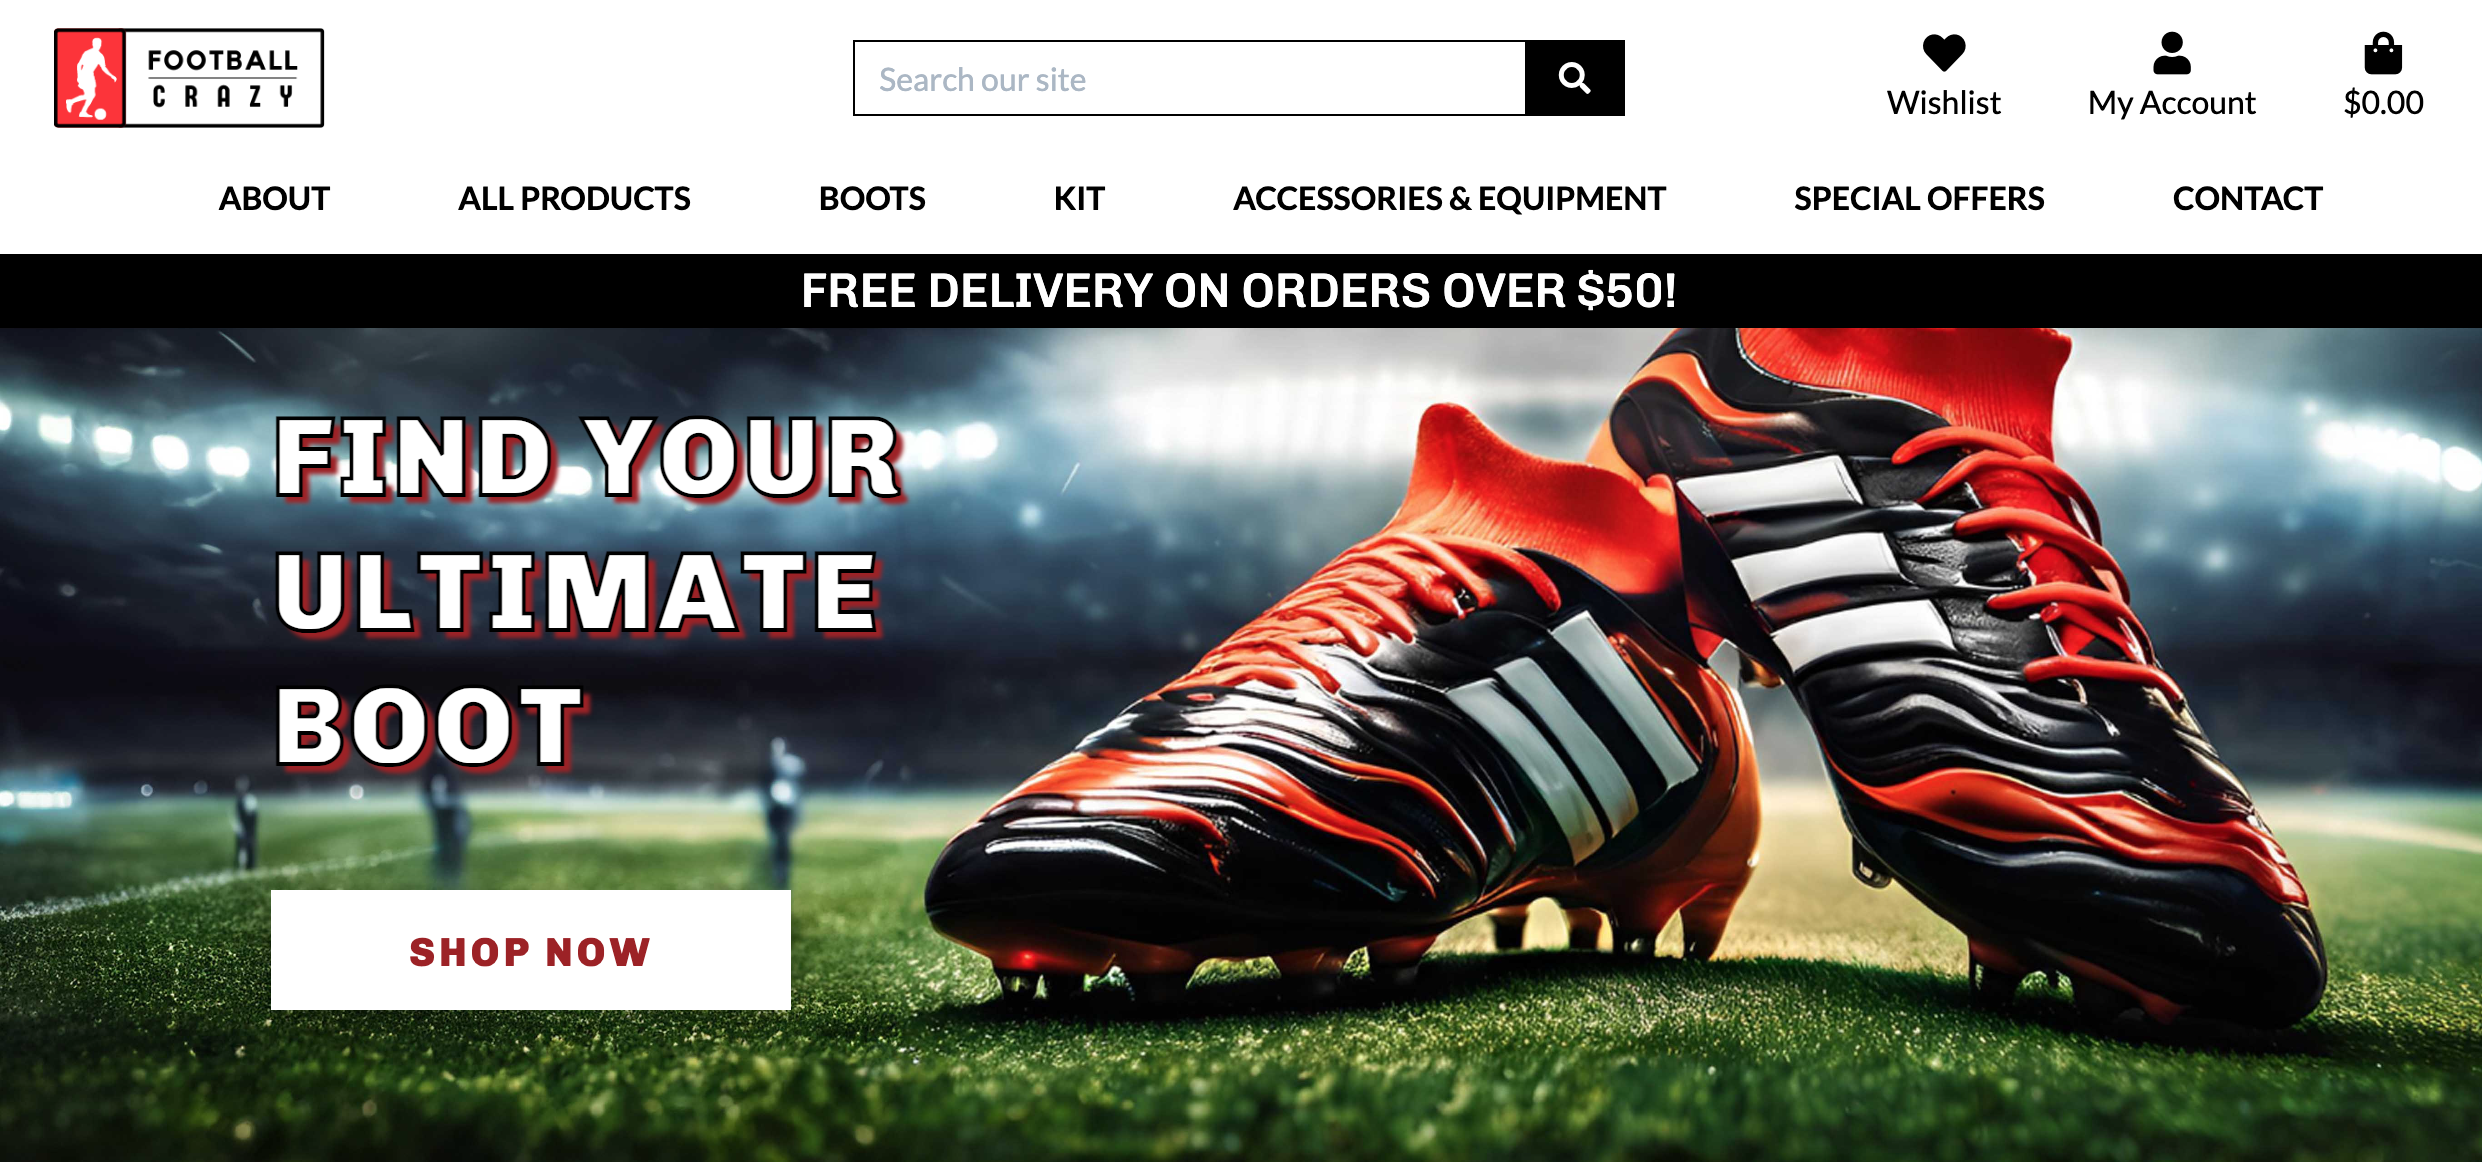 FOOTBALL
CRAZY
Search our site
Wishlist
My Account
$0.00
ABOUT
ALL PRODUCTS
BOOTS
KIT
ACCESSORIES & EQUIPMENT
SPECIAL OFFERS
CONTACT
FREE DELIVERY ON ORDERS OVER $50!
FIND YOUR
ULTIMATE
BOOT
SHOP NOW